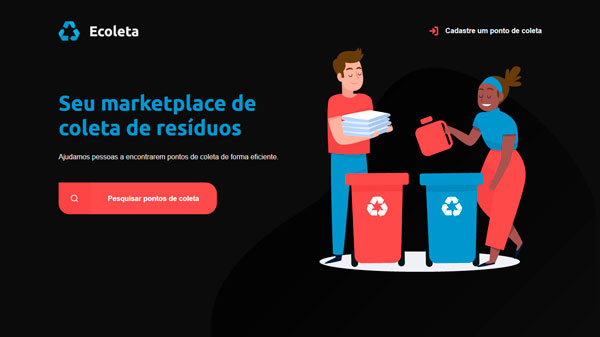 Ecoleta
Cadastre um ponto de coleta
Seu marketplace de
coleta de resíduos
Ajudamos pessoas a encontrarem pontos de coleta de forma eficiente.
Pesquisar pontos de coleta